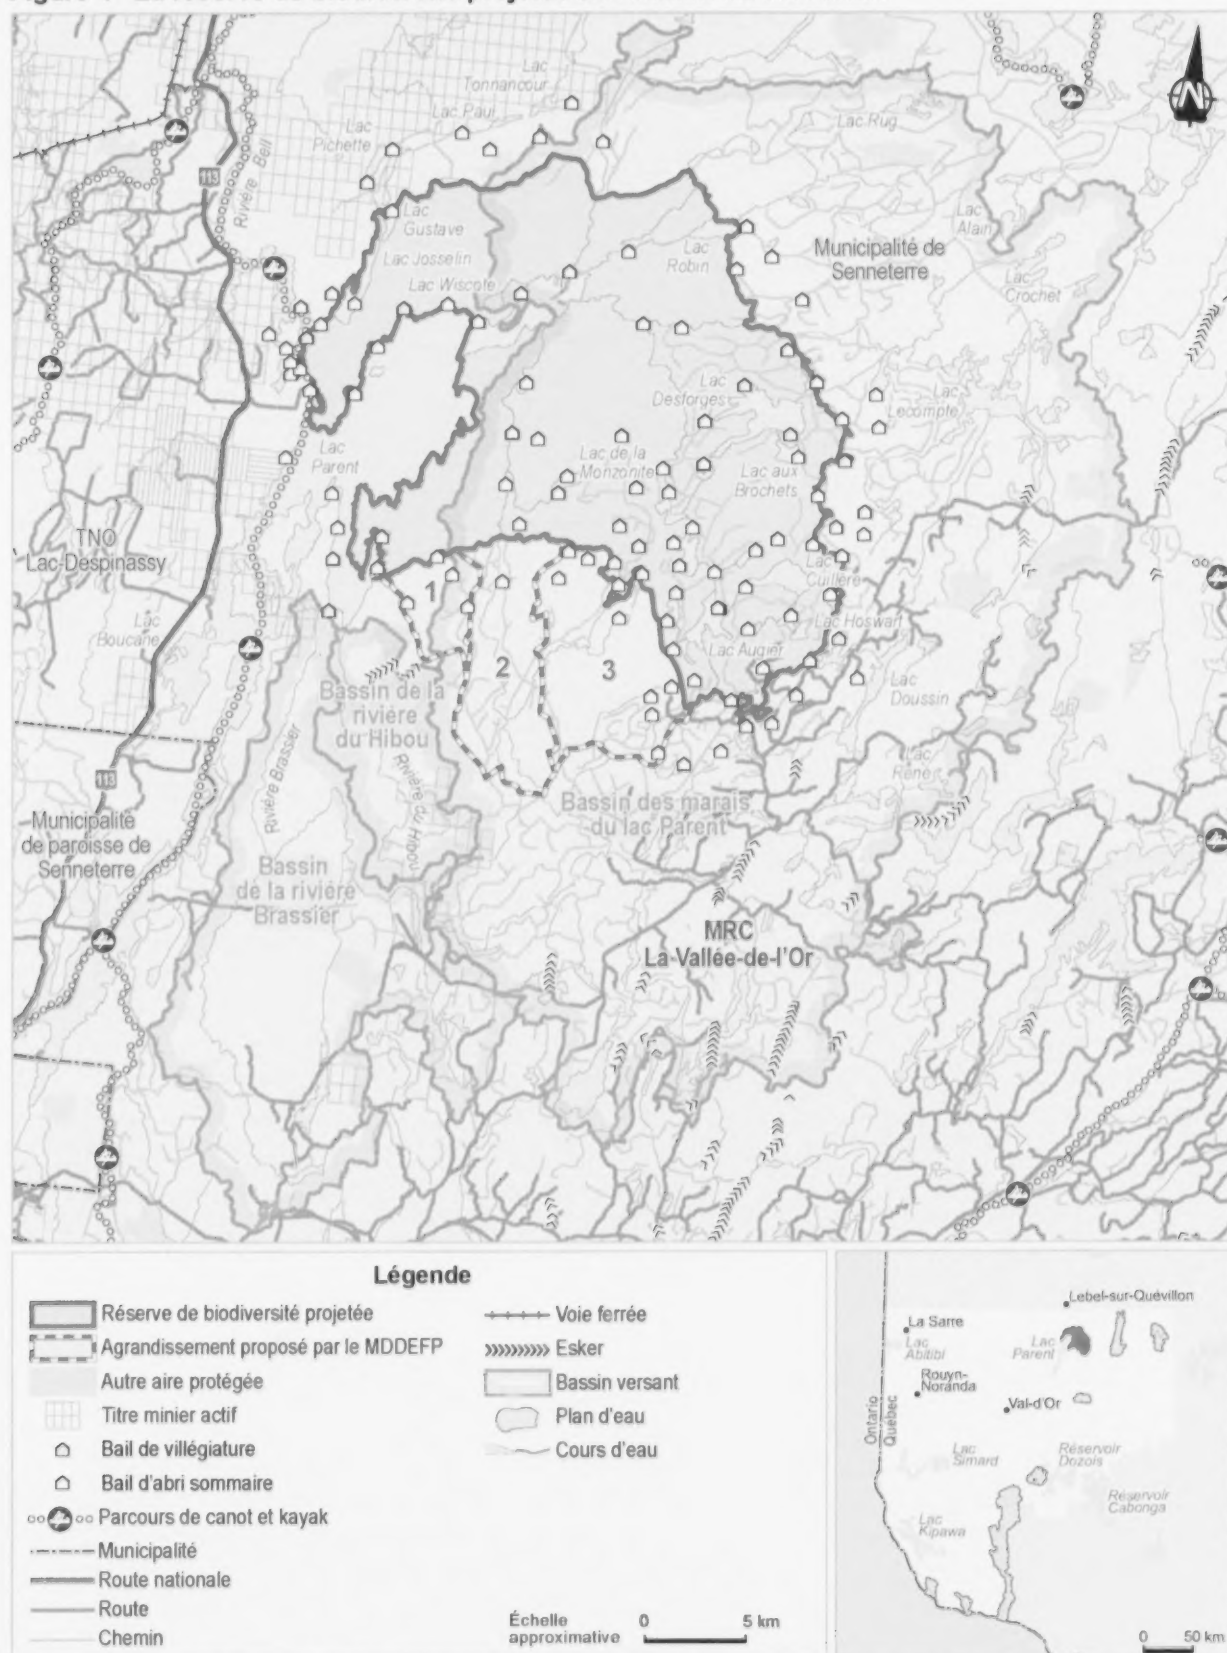 Lac
Tonnancour
Lac Paul
Lac
Pichette
Lac Rug
N
113
Rivière Bell
Lac
Gustave
Lac
Alain
Municipalité de
Senneterre
Lac Josselin
Lac
Robin
Lac Wiscote
Lac
Crochet
Lac
Desforges
Lac
Lecompte
Lac
Parent
Lac de la
Monzonite
Lac aux
Brochets
TNO
Lac-Despinassy
1
Lac
Cuillère
Lac
Boucane
Lac Hoswart
Lac Augier
2
3
Lac
Doussin
Bassin de la
rivière
du Hibou
Rivière Brassier
Rivière du Hibou
Lac
Rêne
113
Bassin des marais
du lac Parent
Municipalité
de paroisse de
Senneterre
Bassin
de la rivière
Brassier
MRC
La Vallée-de-l'Or
Légende
Réserve de biodiversité projetée
Agrandissement proposé par le MDDEFP
Autre aire protégée
Titre minier actif
Bail de villégiature
Bail d'abri sommaire
Parcours de canot et kayak
Municipalité
Route nationale
Route
Chemin
Voie ferrée
Esker
Bassin versant
Plan d'eau
Cours d'eau
Échelle
approximative
0 5 km
Lebel-sur-Quévillon
La Sarre
Lac
Abitibi
Lac
Parent
Rouyn-
Noranda
Val-d'Or
Ontario
Québec
Lac
Simard
Réservoir
Dozois
Réservoir
Cabonga
Lac
Kipawa
0 50 km